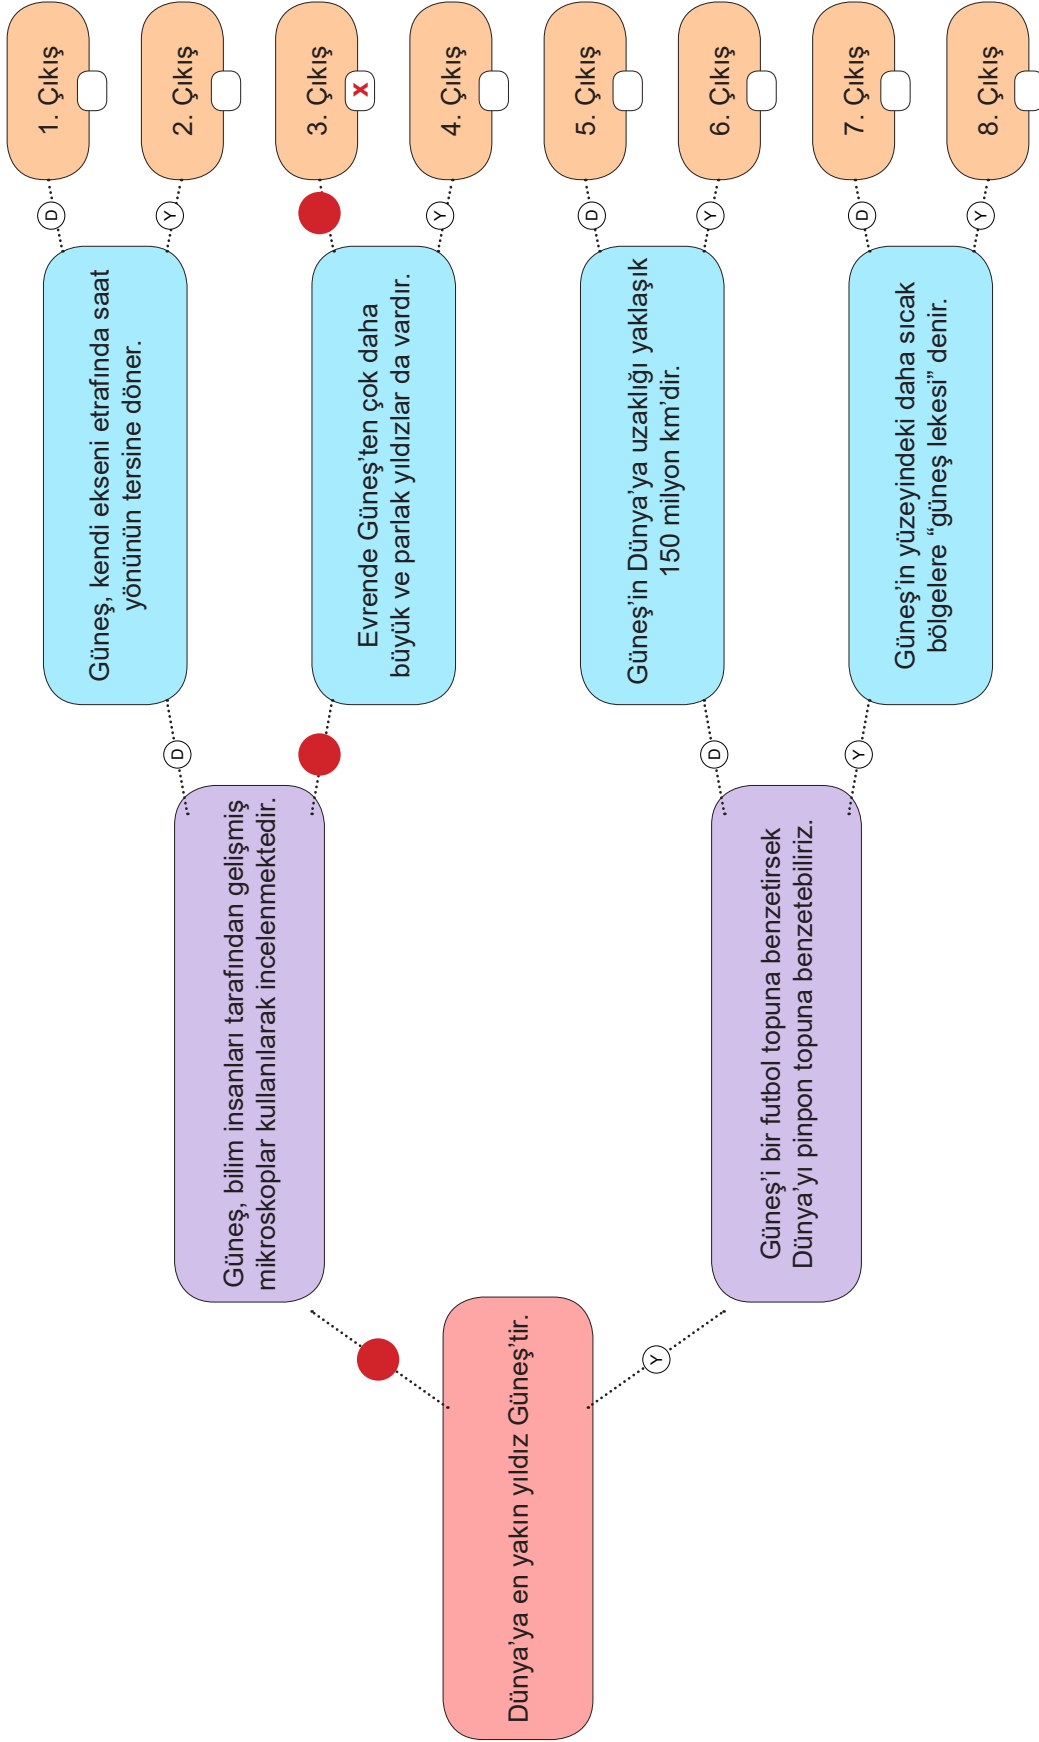 Dünya’ya en yakın yıldız Güneş’tir.
Y
Güneş, bilim insanları tarafından gelişmiş
mikroskoplar kullanılarak incelenmektedir.
D
Güneş’i bir futbol topuna benzetirsek
Dünya’yı pinpon topuna benzetebiliriz.
D
Y
Güneş, kendi ekseni etrafında saat
yönünün tersine döner.
D
Y
Evrende Güneş’ten çok daha
büyük ve parlak yıldızlar da vardır.
Y
Güneş’in Dünya’ya uzaklığı yaklaşık
150 milyon km’dir.
D
Y
Güneş’in yüzeyindeki daha sıcak
bölgelere “güneş lekesi” denir.
D
Y
1. Çıkış
2. Çıkış
3. Çıkış
x
4. Çıkış
5. Çıkış
6. Çıkış
7. Çıkış
8. Çıkış